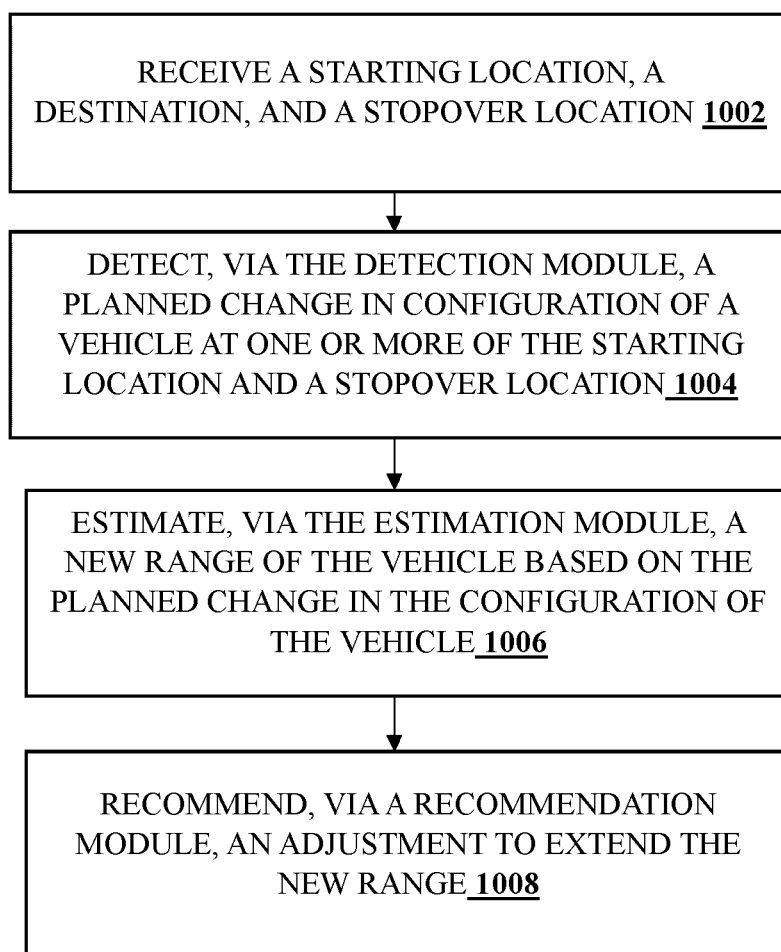 RECEIVE A STARTING LOCATION, A
DESTINATION, AND A STOPOVER LOCATION 1002
DETECT, VIA THE DETECTION MODULE, A
PLANNED CHANGE IN CONFIGURATION OF A
VEHICLE AT ONE OR MORE OF THE STARTING
LOCATION AND A STOPOVER LOCATION 1004
ESTIMATE, VIA THE ESTIMATION MODULE, A
NEW RANGE OF THE VEHICLE BASED ON THE
PLANNED CHANGE IN THE CONFIGURATION OF
THE VEHICLE 1006
RECOMMEND, VIA A RECOMMENDATION
MODULE, AN ADJUSTMENT TO EXTEND THE
NEW RANGE 1008